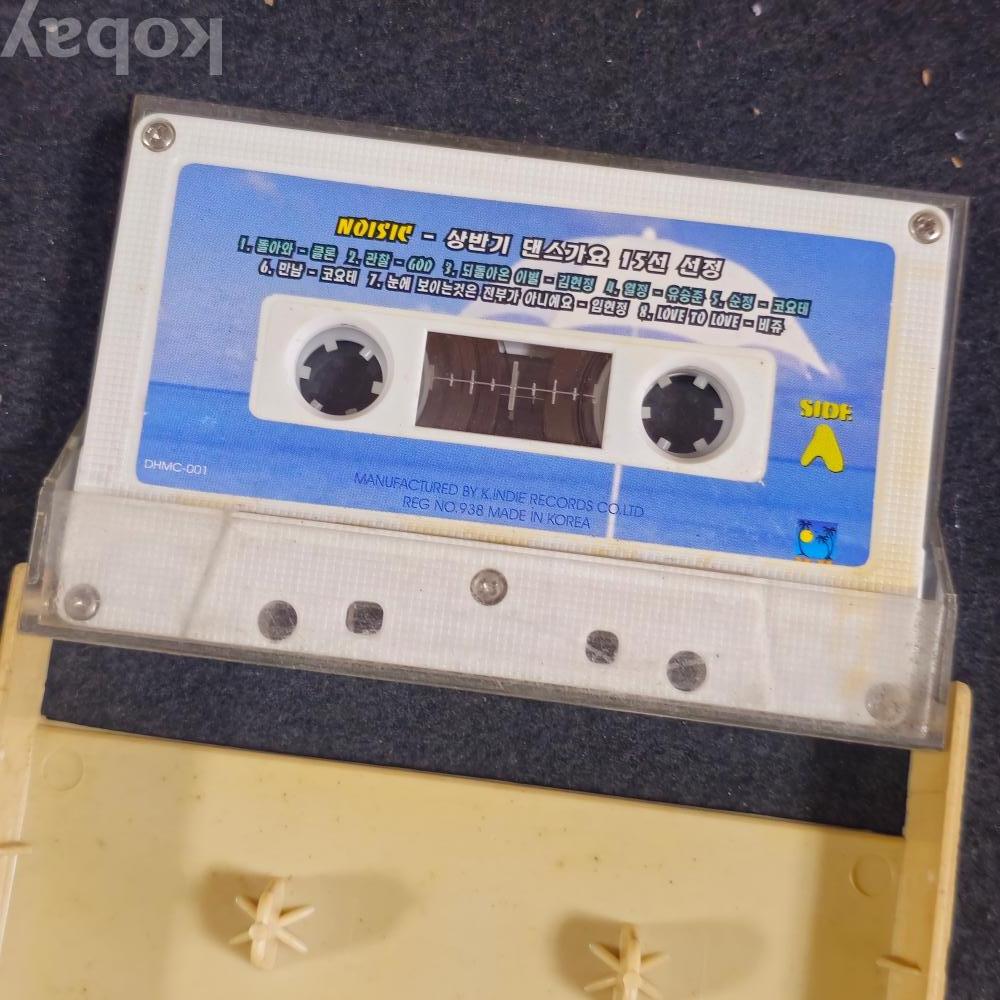 kobay
NOISIC - 상반기 댄스가요 15선 선정
1. 돌아와 - 클론 2. 관찰 - GOD 3. 되돌아온 이별 - 김현정 4. 열정 - 유승준 5. 순정 - 코요테
6. 만남 - 코요테 7. 눈에 보이는것은 전부가 아니에요 - 임현정 8. LOVE TO LOVE - 비쥬
SIDE
A
DHMC-001
MANUFACTURED BY K.INDIE RECORDS CO.LTD
REG NO.938 MADE IN KOREA